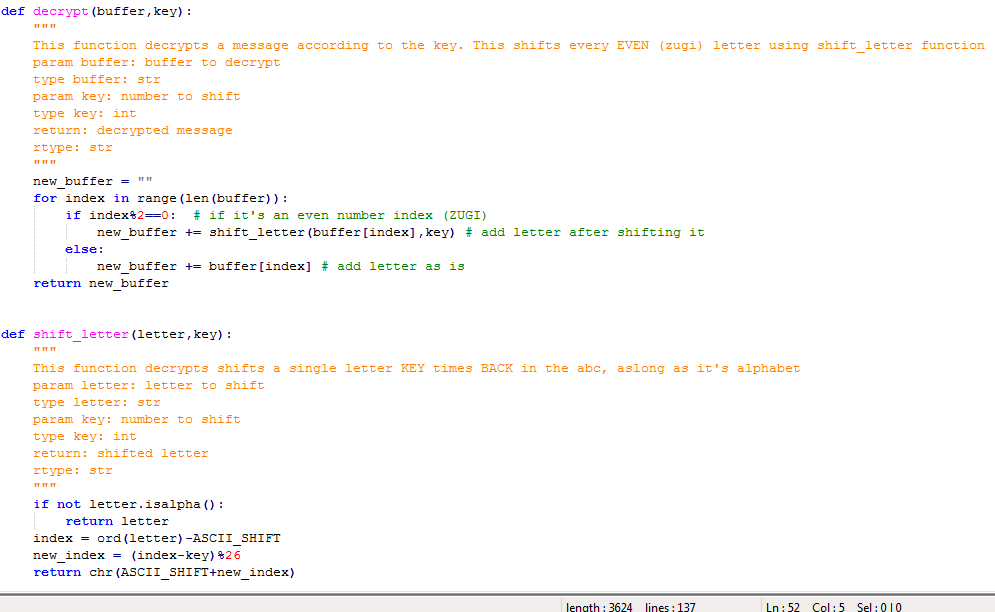 def decrypt(buffer,key):
    """
    This function decrypts a message according to the key. This shifts every EVEN (zugi) letter using shift_letter function
    param buffer: buffer to decrypt
    type buffer: str
    param key: number to shift
    type key: int
    return: decrypted message
    rtype: str
    """
    new_buffer = ""
    for index in range(len(buffer)):
        if index%2==0:  # if it's an even number index (ZUGI)
            new_buffer += shift_letter(buffer[index],key) # add letter after shifting it
        else:
            new_buffer += buffer[index] # add letter as is
    return new_buffer
def shift_letter(letter,key):
    """
    This function decrypts shifts a single letter KEY times BACK in the abc, aslong as it's alphabet
    param letter: letter to shift
    type letter: str
    param key: number to shift
    type key: int
    return: shifted letter
    rtype: str
    """
    if not letter.isalpha():
        return letter
    index = ord(letter)-ASCII_SHIFT
    new_index = (index-key)%26
    return chr(ASCII_SHIFT+new_index)
length : 3624    lines : 137    Ln : 52    Col : 5    Sel : 0 | 0